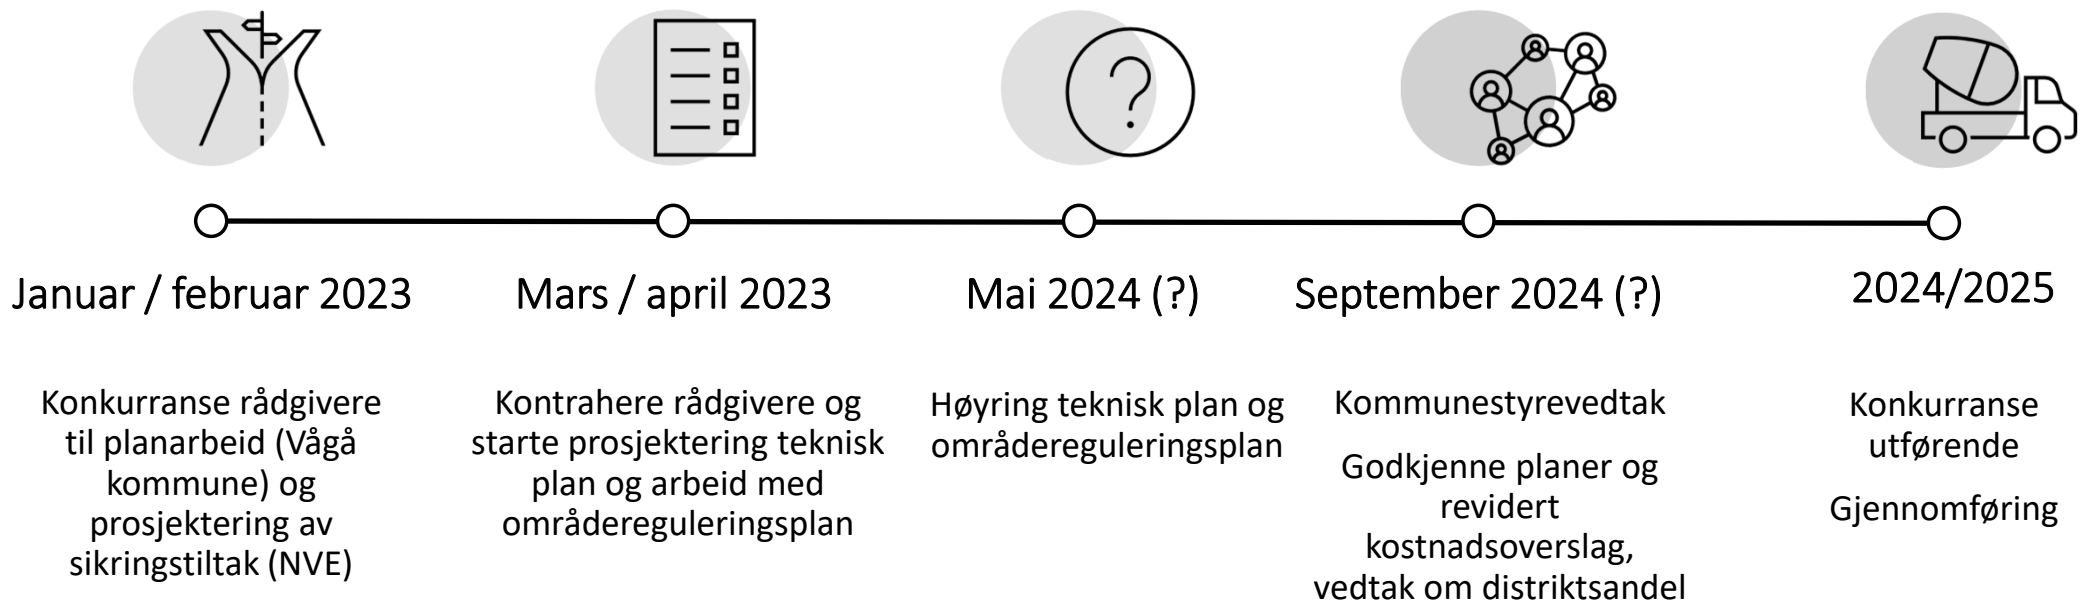 ?
Januar / februar 2023
Konkurranse rådgivere
til planarbeid (Vågå
kommune) og
prosjektering av
sikringstiltak (NVE)
Mars / april 2023
Kontrahere rådgivere og
starte prosjektering teknisk
plan og arbeid med
områdereguleringsplan
Mai 2024 (?)
Høyring teknisk plan og
områdereguleringsplan
September 2024 (?)
Kommunestyrevedtak
Godkjenne planer og
revidert
kostnadsoverslag,
vedtak om distriktsandel
2024/2025
Konkurranse
utførende
Gjennomføring